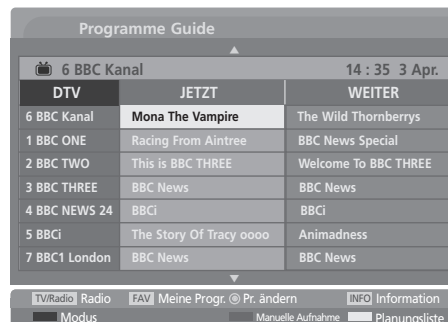 Programme Guide
6 BBC Kanal 14 : 35 3 Apr.
DTV JETZT WEITER
6 BBC Kanal Mona The Vampire The Wild Thornberrys
1 BBC ONE Racing From Aintree BBC News Special
2 BBC TWO This is BBC THREE Welcome To BBC THREE
3 BBC THREE BBC News BBC News
4 BBC NEWS 24 BBCi BBCi
5 BBCi The Story Of Tracy oooo Animadness
7 BBC1 London BBC News BBC News
TV/Radio Radio FAV Meine Progr. Pr. ändern INFO Information
Modus Manuelle Aufnahme Planungsliste